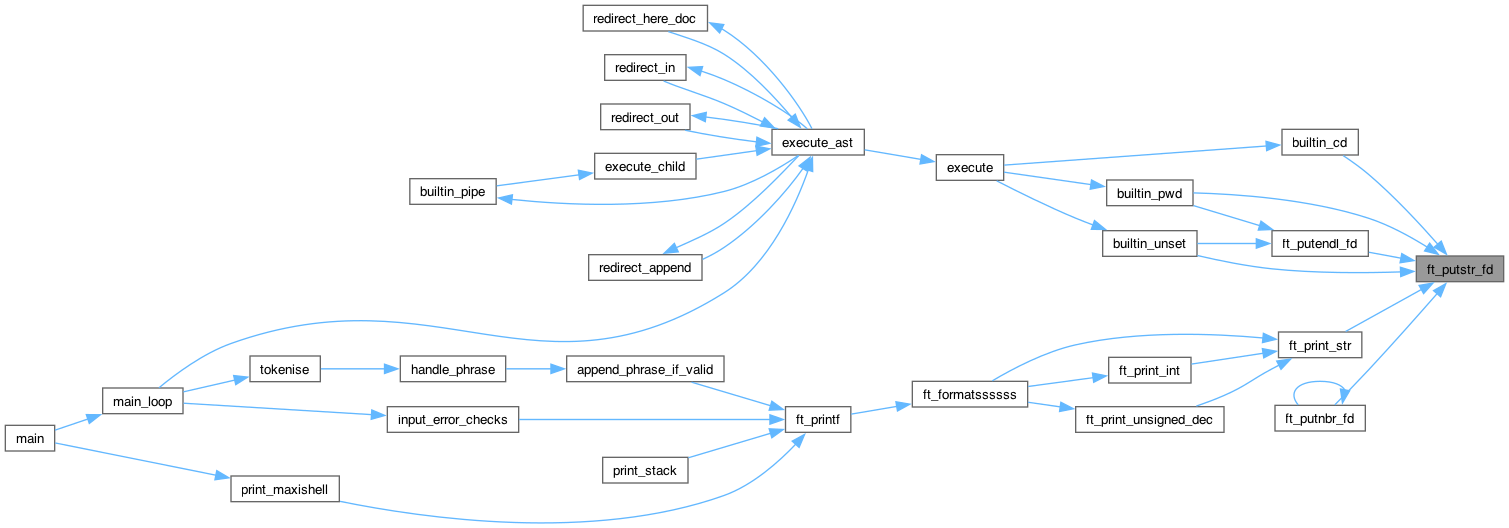 redirect_here_doc
redirect_in
redirect_out
execute_ast
builtin_cd
execute_child
execute
builtin_pipe
builtin_pwd
builtin_unset
ft_putendl_fd
redirect_append
ft_putstr_fd
ft_print_str
tokenise
handle_phrase
append_phrase_if_valid
ft_print_int
main_loop
ft_formatssssss
input_error_checks
ft_printf
ft_print_unsigned_dec
ft_putnbr_fd
main
print_stack
print_maxishell